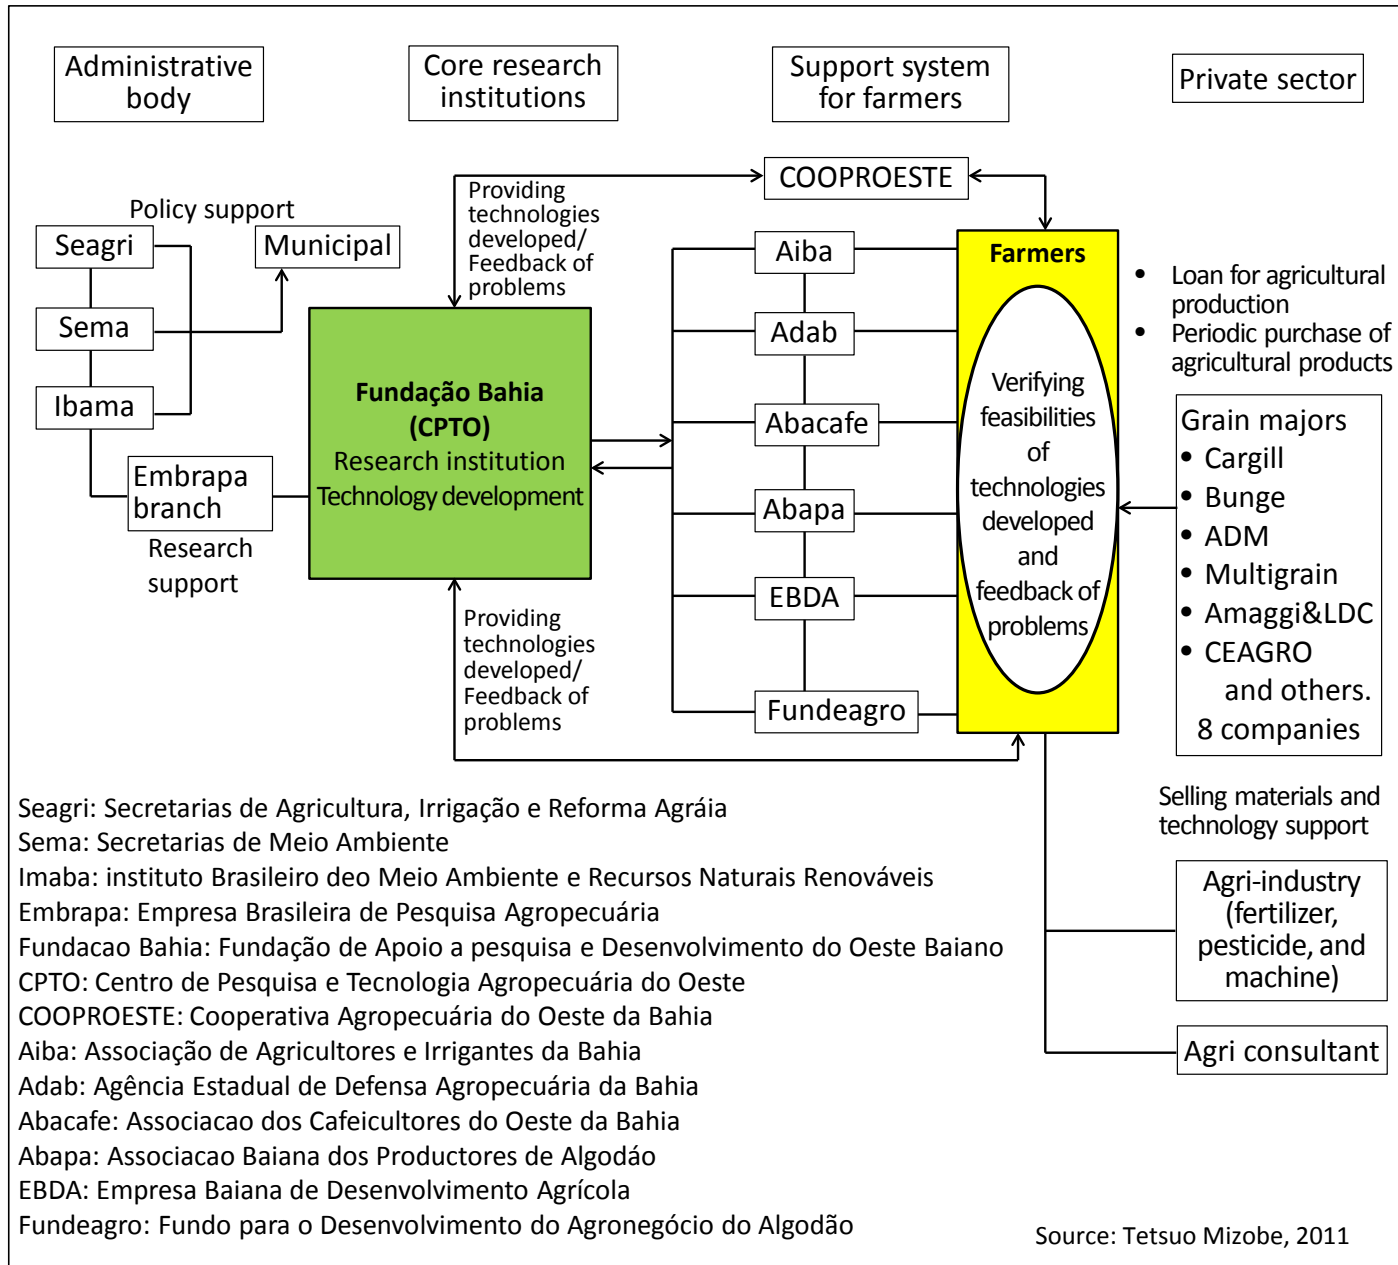 Administrative
body
Core research
institutions
Support system
for farmers
Private sector
Policy support
Seagri
Municipal
Sema
Ibama
Embrapa
branch
Research
support
Providing
technologies
developed/
Feedback of
problems
Fundação Bahia
(CPTO)
Research institution
Technology development
Providing
technologies
developed/
Feedback of
problems
COOPROESTE
Aiba
Adab
Abacafe
Abapa
EBDA
Fundeagro
Farmers
Verifying
feasibilities
of
technologies
developed
and
feedback of
problems
• Loan for agricultural
production
• Periodic purchase of
agricultural products
Grain majors
• Cargill
• Bunge
• ADM
• Multigrain
• Amaggi&LDC
• CEAGRO
and others.
8 companies
Selling materials and
technology support
Agri-industry
(fertilizer,
pesticide, and
machine)
Agri consultant
Seagri: Secretarias de Agricultura, Irrigação e Reforma Agráia
Sema: Secretarias de Meio Ambiente
Imaba: instituto Brasileiro deo Meio Ambiente e Recursos Naturais Renováveis
Embrapa: Empresa Brasileira de Pesquisa Agropecuária
Fundacao Bahia: Fundação de Apoio a pesquisa e Desenvolvimento do Oeste Baiano
CPTO: Centro de Pesquisa e Tecnologia Agropecuária do Oeste
COOPROESTE: Cooperativa Agropecuária do Oeste da Bahia
Aiba: Associação de Agricultores e Irrigantes da Bahia
Adab: Agência Estadual de Defensa Agropecuária da Bahia
Abacafe: Associacao dos Cafeicultores do Oeste da Bahia
Abapa: Associacao Baiana dos Productores de Algodáo
EBDA: Empresa Baiana de Desenvolvimento Agrícola
Fundeagro: Fundo para o Desenvolvimento do Agronegócio do Algodão
Source: Tetsuo Mizobe, 2011